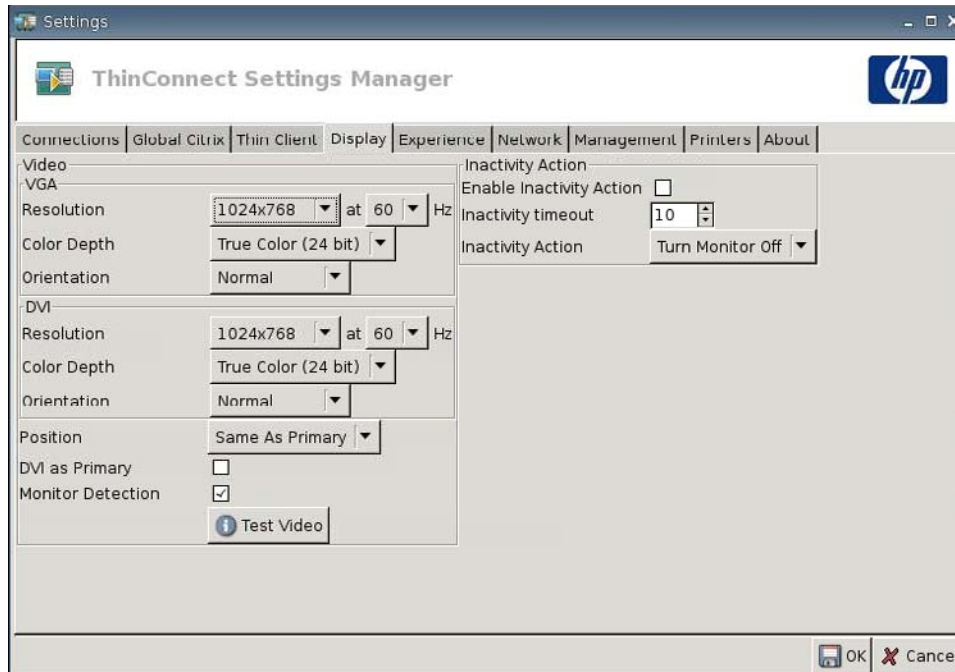 Settings
ThinConnect Settings Manager
hp
Connections Global Citrix Thin Client Display Experience Network Management Printers About
Video
VGA
Resolution 1024x768 at 60 Hz
Color Depth True Color (24 bit)
Orientation Normal
DVI
Resolution 1024x768 at 60 Hz
Color Depth True Color (24 bit)
Orientation Normal
Position Same As Primary
DVI as Primary
Monitor Detection
Test Video
Inactivity Action
Enable Inactivity Action
Inactivity timeout 10
Inactivity Action Turn Monitor Off
OK Cance